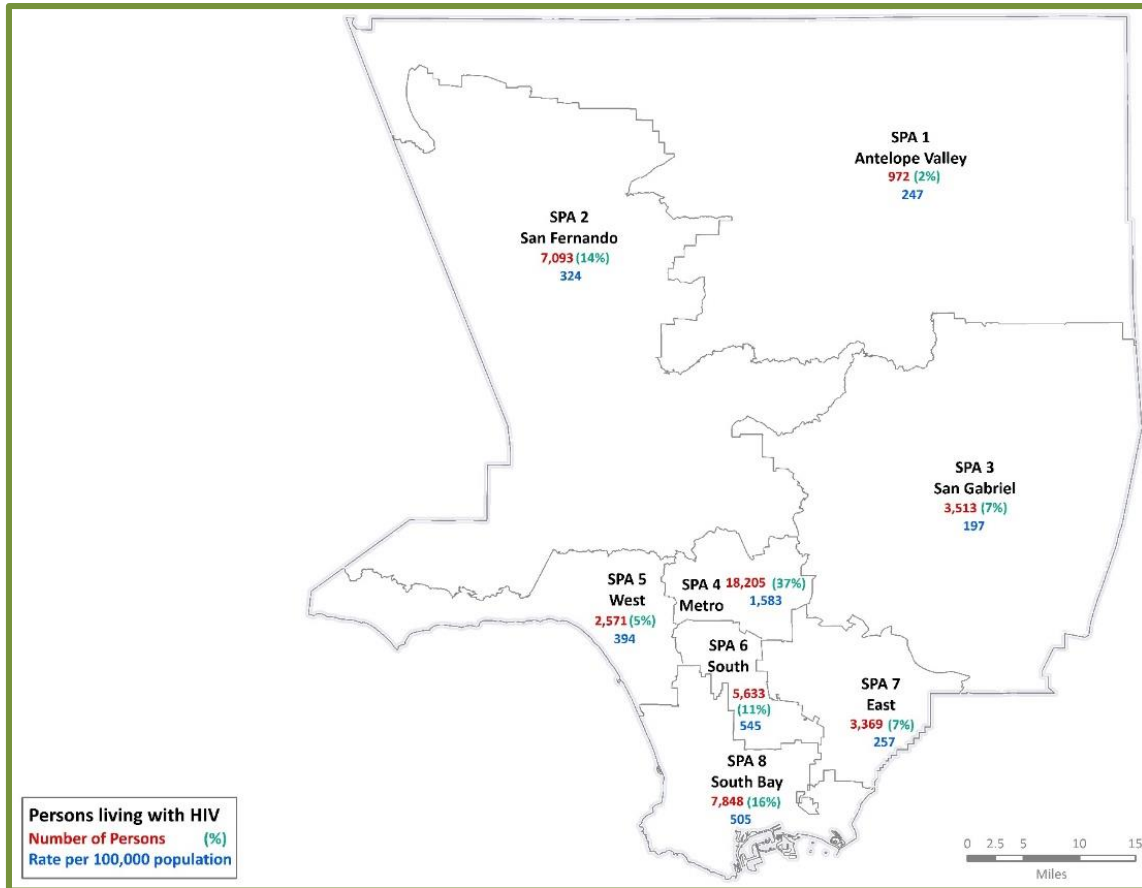 SPA 1
Antelope Valley
972 (2%)
247
SPA 2
San Fernando
7,093 (14%)
324
SPA 3
San Gabriel
3,513 (7%)
197
SPA 4
Metro
18,205 (37%)
1,583
SPA 5
West
2,571 (5%)
394
SPA 6
South
5,633
(11%)
545
SPA 7
East
3,369 (7%)
257
SPA 8
South Bay
7,848 (16%)
505
Persons living with HIV
Number of Persons (%)
Rate per 100,000 population
0 2.5 5 10 15
Miles